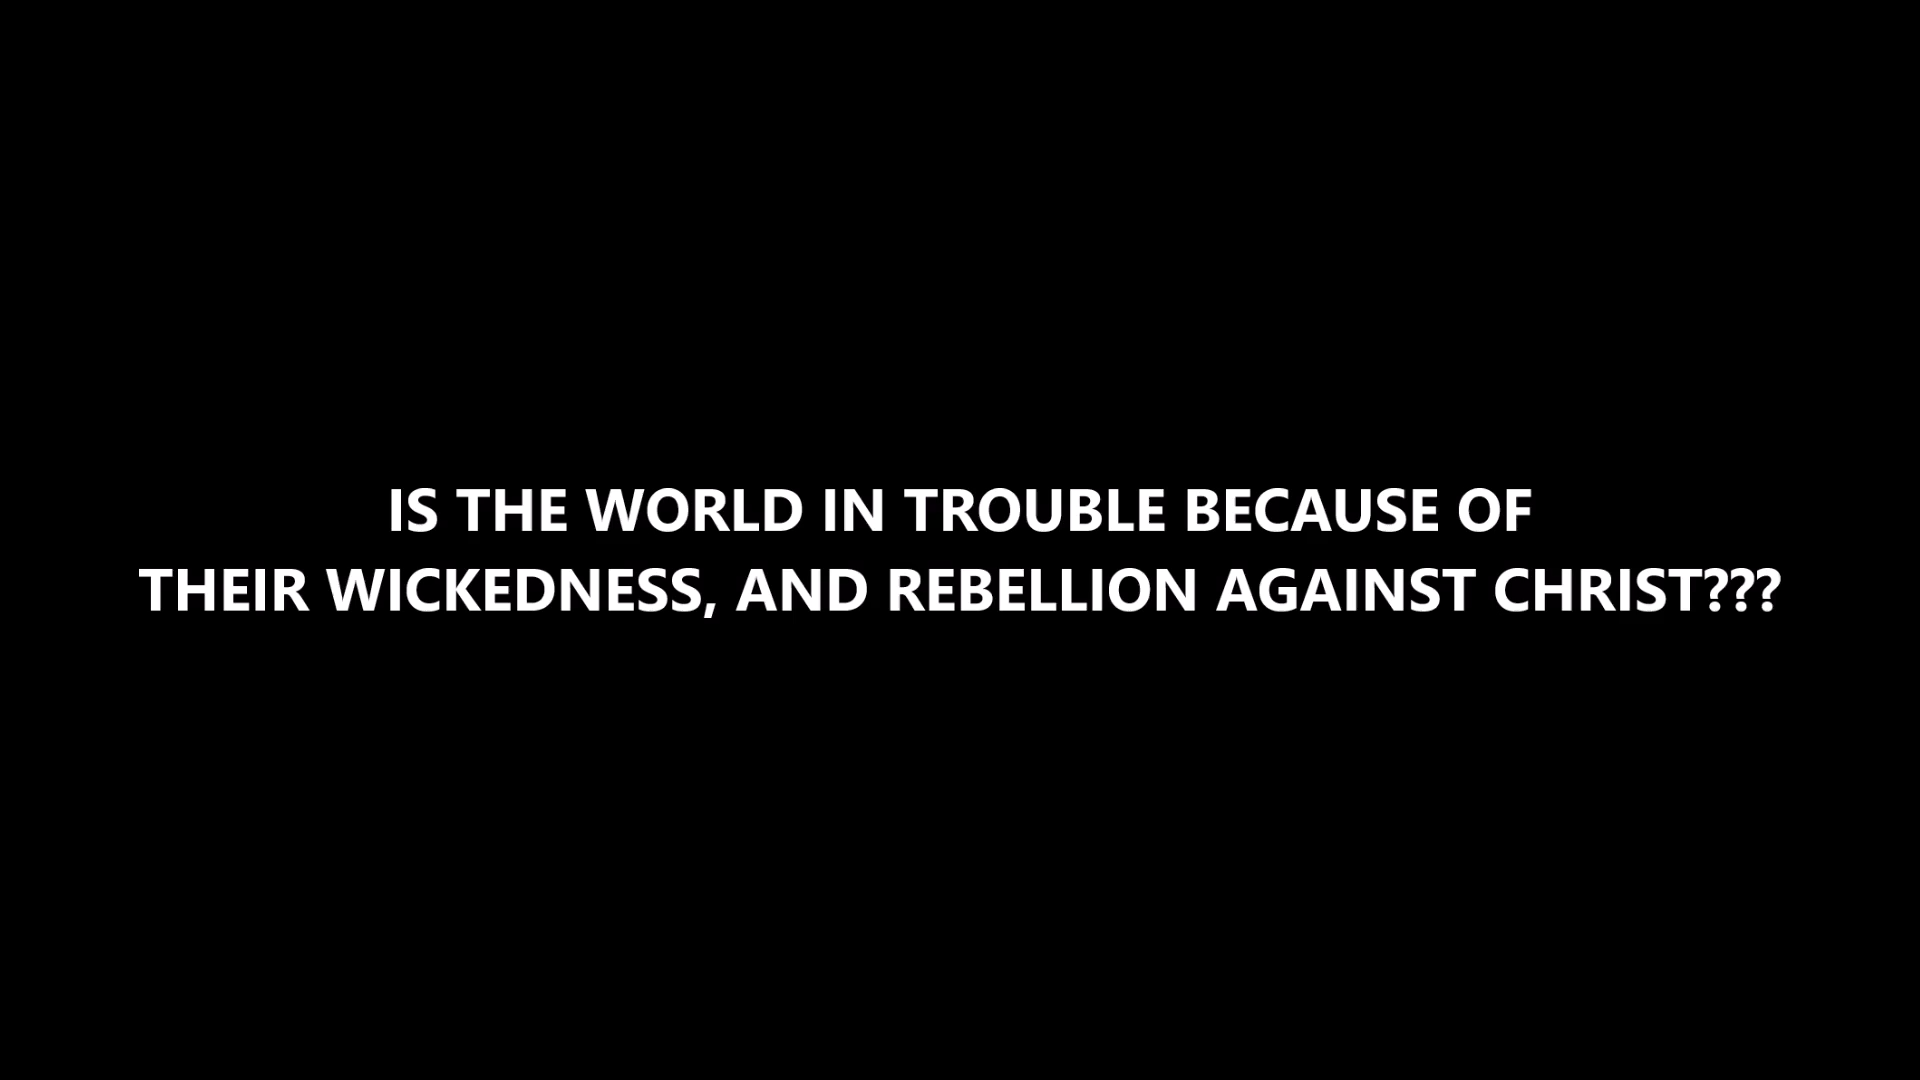 IS THE WORLD IN TROUBLE BECAUSE OF
THEIR WICKEDNESS, AND REBELLION AGAINST CHRIST???